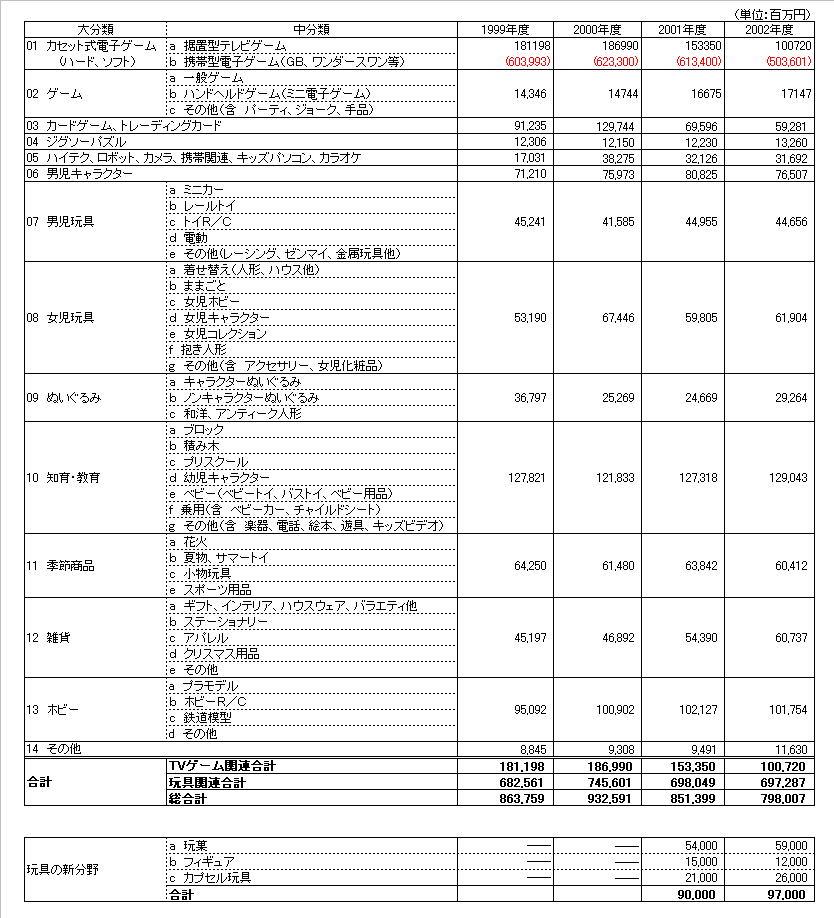 (単位:百万円)
大分類 中分類 1999年度 2000年度 2001年度 2002年度
01 カセット式電子ゲーム a 据置型テレビゲーム 181198 186990 153350 100720
(ハード、ソフト) b 携帯型電子ゲーム(GB、ワンダースワン等) (603,993) (623,300) (613,400) (503,601)
a 一般ゲーム
02 ゲーム b ハンドヘルドゲーム(ミニ電子ゲーム) 14,346 14744 16675 17147
c その他(含 パーティ、ジョーク、手品)
03 カードゲーム、トレーディングカード 91,235 129,744 69,596 59,281
04 ジグソーパズル 12,306 12,150 12,230 13,260
05 ハイテク、ロボット、カメラ、携帯関連、キッズパソコン、カラオケ 17,031 38,275 32,126 31,692
06 男児キャラクター 71,210 75,973 80,825 76,507
a ミニカー
b レールトイ
07 男児玩具 c トイR/C 45,241 41,585 44,955 44,656
d 電動
e その他(レーシング、ゼンマイ、金属玩具他)
a 着せ替え(人形、ハウス他)
b ままごと
c 女児ホビー
08 女児玩具 d 女児キャラクター 53,190 67,446 59,805 61,904
e 女児コレクション
f 抱き人形
g その他(含 アクセサリー、女児化粧品)
a キャラクターぬいぐるみ
09 ぬいぐるみ b ノンキャラクターぬいぐるみ 36,797 25,269 24,669 29,264
c 和洋、アンティーク人形
a ブロック
b 積み木
c プリスクール
10 知育・教育 d 幼児キャラクター 127,821 121,833 127,318 129,043
e ベビー(ベビートイ、バストイ、ベビー用品)
f 乗用(含 ベビーカー、チャイルドシート)
g その他(含 楽器、電話、絵本、遊具、キッズビデオ)
a 花火
11 季節商品 b 夏物、サマートイ 64,250 61,480 63,842 60,412
c 小物玩具
e スポーツ用品
a ギフト、インテリア、ハウスウェア、バラエティ他
b ステーショナリー
12 雑貨 c アパレル 45,197 46,892 54,390 60,737
d クリスマス用品
e その他
a プラモデル
13 ホビー b ホビーR/C 95,092 100,902 102,127 101,754
c 鉄道模型
d その他
14 その他 8,845 9,308 9,491 11,630
TVゲーム関連合計 181,198 186,990 153,350 100,720
合計 玩具関連合計 682,561 745,601 698,049 697,287
総合計 863,759 932,591 851,399 798,007
a 玩菓 ―― ―― 54,000 59,000
玩具の新分野 b フィギュア ―― ―― 15,000 12,000
c カプセル玩具 ―― ―― 21,000 26,000
合計 90,000 97,000